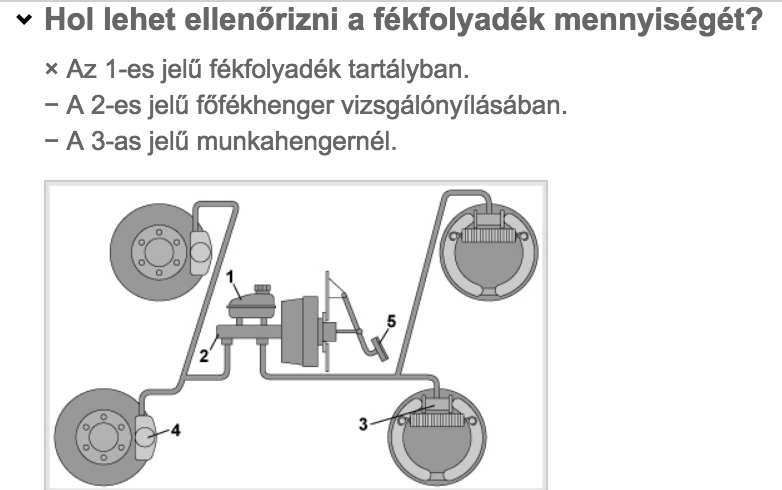 Hol lehet ellenőrizni a fékfolyadék mennyiségét?
× Az 1-es jelű fékfolyadék tartályban.
− A 2-es jelű főfékhenger vizsgálónyílásában.
− A 3-as jelű munkahengernél.
1
5
2
3
4